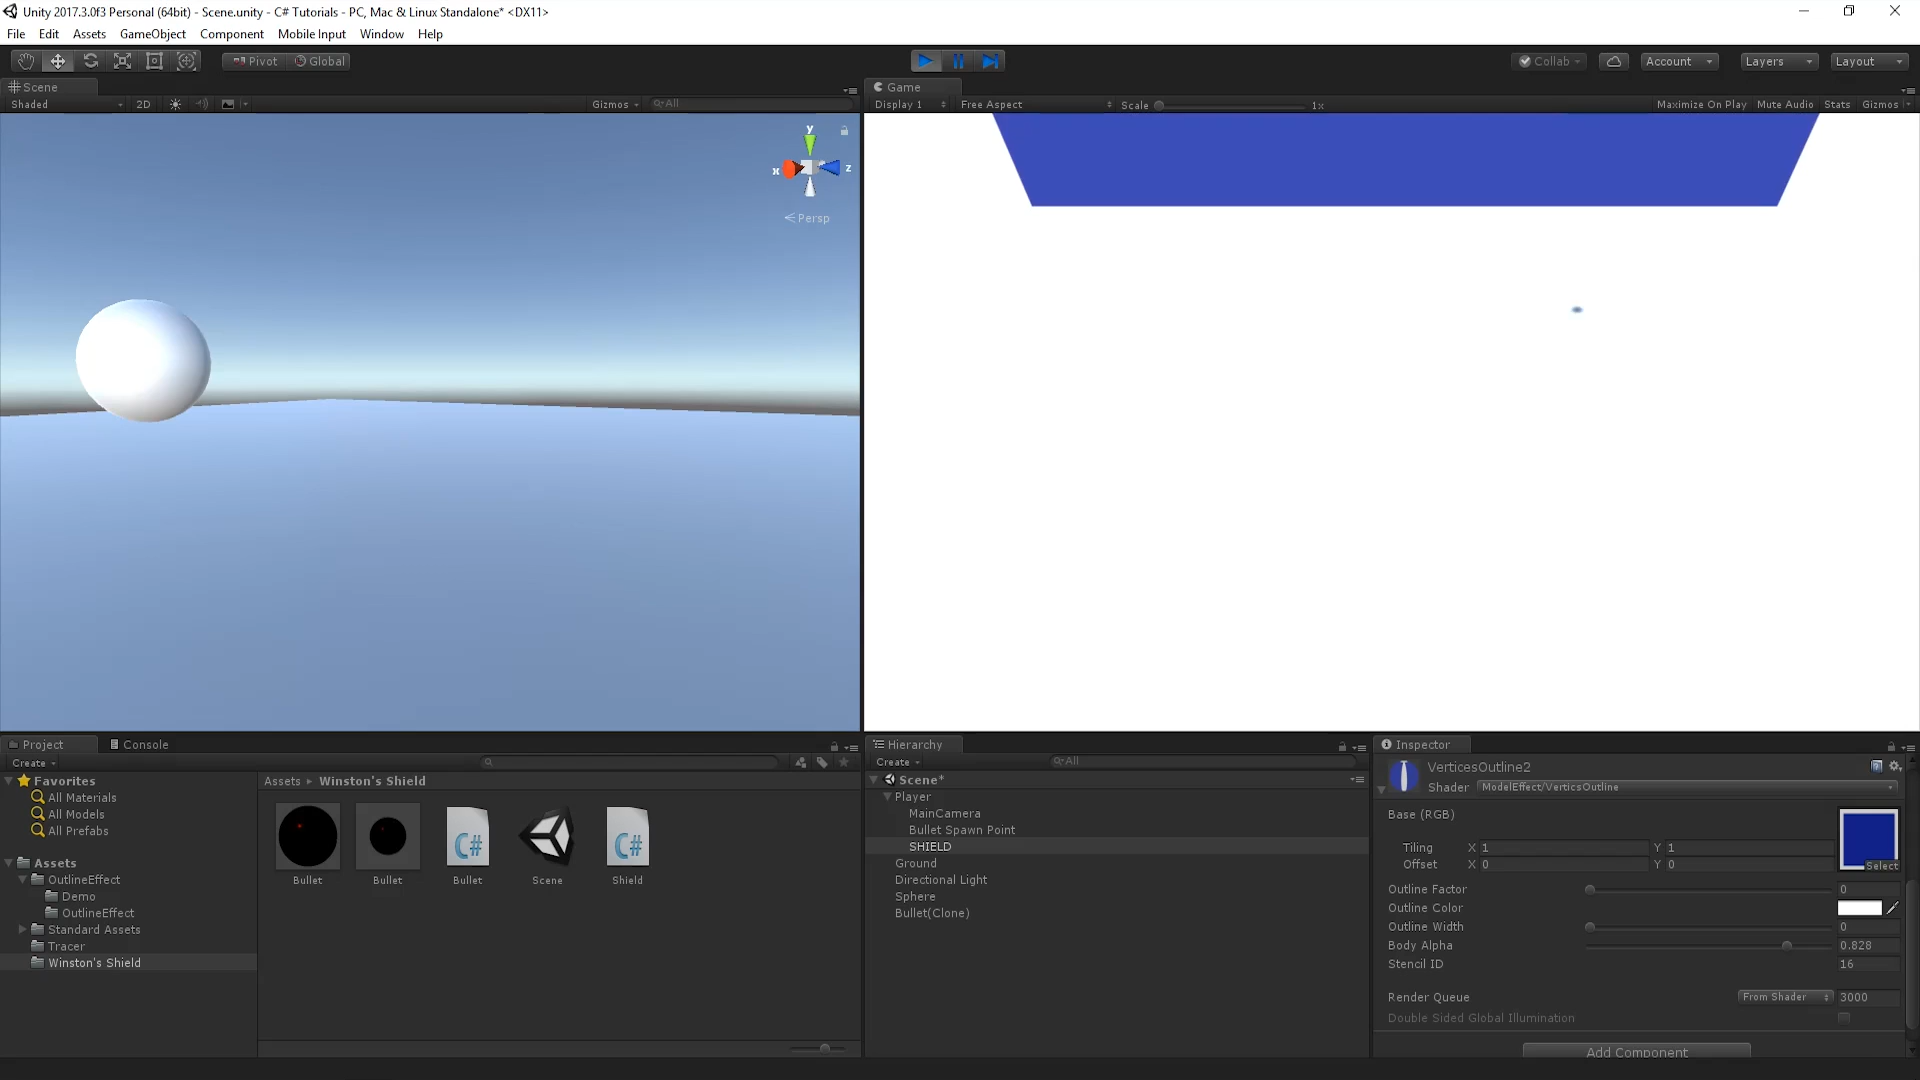 Unity 2017.3.0f3 Personal (64bit) - Scene.unity - C# Tutorials - PC, Mac & Linux Standalone* <DX11>
File Edit Assets GameObject Component Mobile Input Window Help
Pivot Global Collab Account Layers Layout
Scene
Shaded 2D Gizmos All
y
x z
Persp
Game
Display 1 Free Aspect Scale 1x Maximize On Play Mute Audio Stats Gizmos
Project Console
Create
Favorites
All Materials
All Models
All Prefabs
Assets
OutlineEffect
Demo
OutlineEffect
Standard Assets
Tracer
Winston's Shield
Assets Winston's Shield
C# C#
Bullet Bullet Bullet Scene Shield
Hierarchy
Create All
Scene*
Player
MainCamera
Bullet Spawn Point
SHIELD
Ground
Directional Light
Sphere
Bullet(Clone)
Inspector
VerticesOutline2
Shader ModelEffect/VerticsOutline
Base (RGB)
Tiling X 1 Y 1
Offset X 0 Y 0
Select
Outline Factor 0
Outline Color
Outline Width 0
Body Alpha 0.828
Stencil ID 16
Render Queue From Shader 3000
Double Sided Global Illumination
Add Component